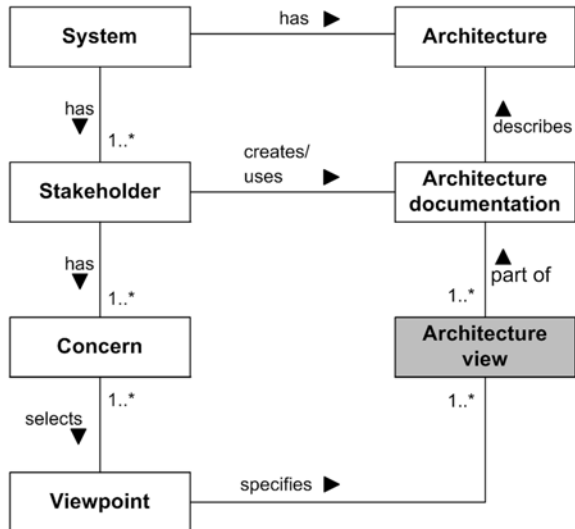 System
has
Architecture
has
1..*
describes
Stakeholder
creates/
uses
Architecture
documentation
has
1..*
part of
1..*
Concern
Architecture
view
1..*
1..*
selects
Viewpoint
specifies